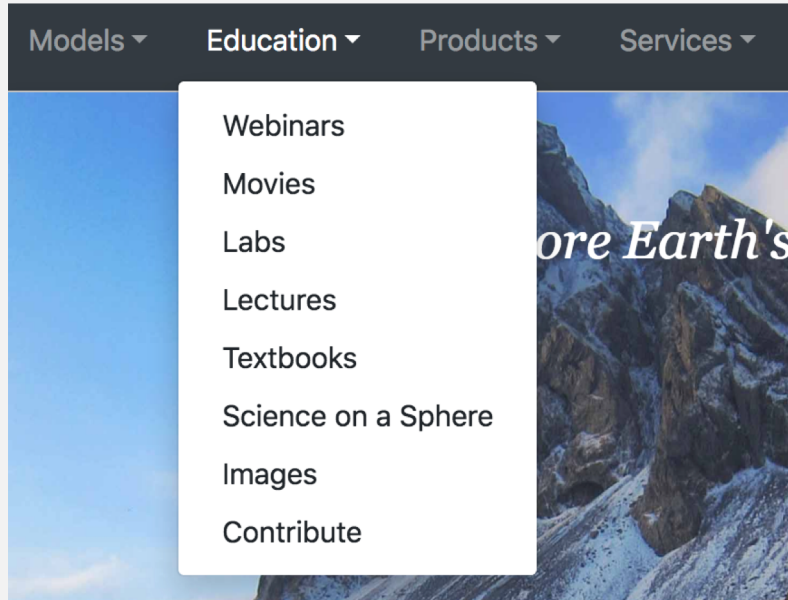 Models Education Products Services
Webinars
Movies
Labs
ore Earth's
Lectures
Textbooks
Science on a Sphere
Images
Contribute